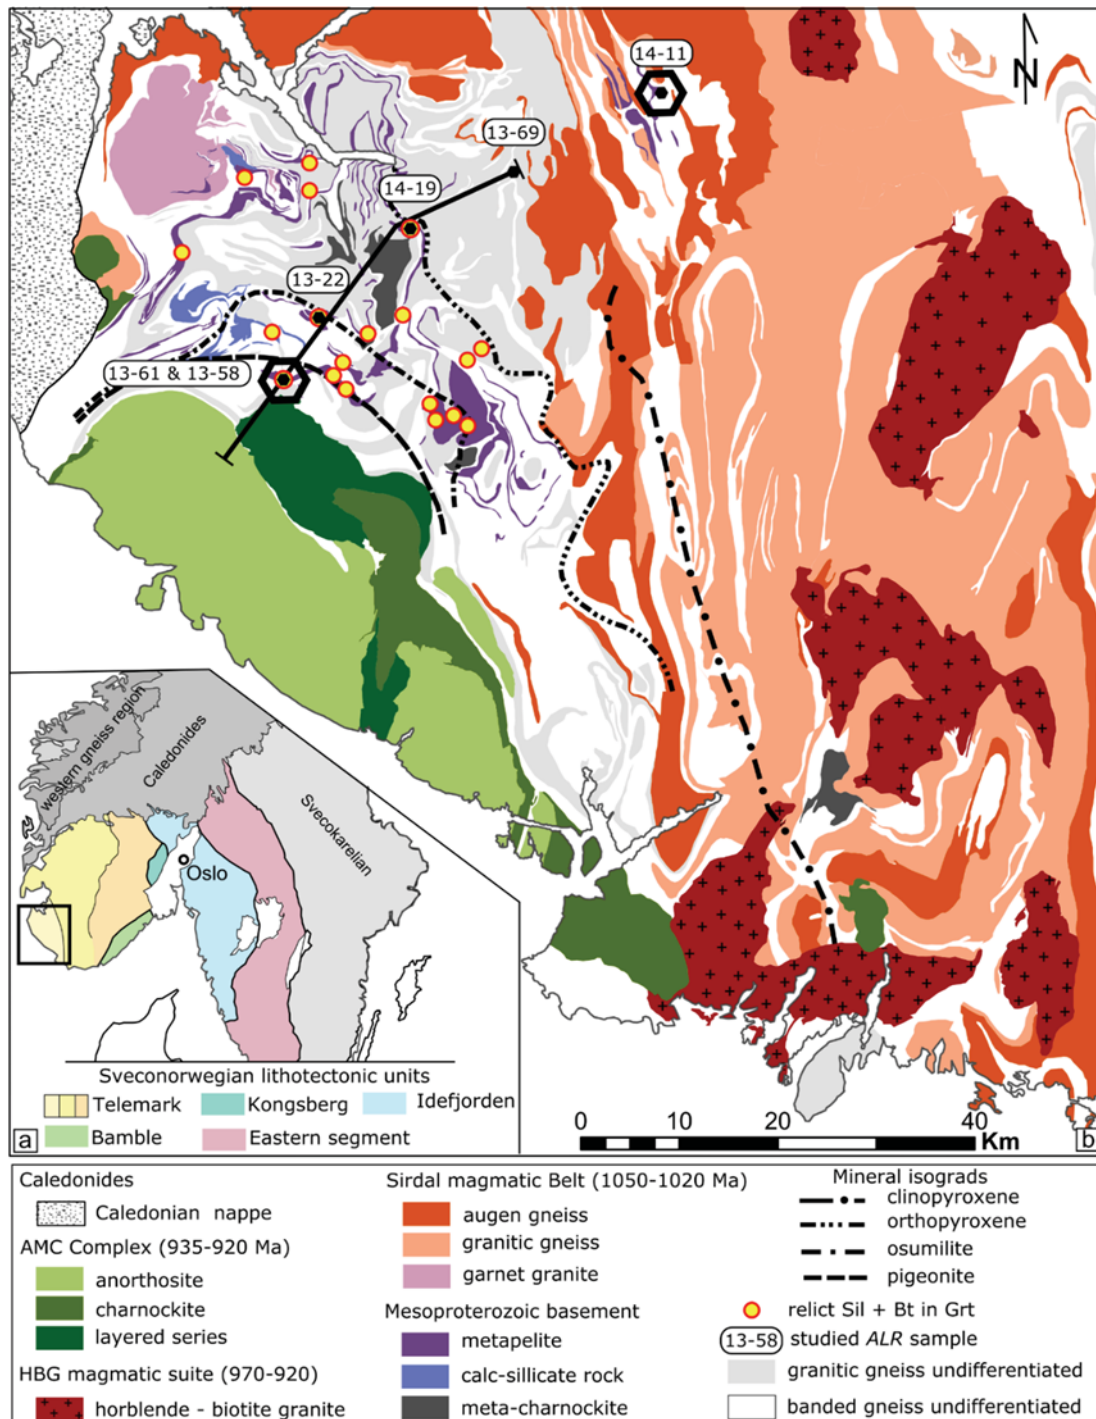 14-11
N
13-69
14-19
13-22
13-61 & 13-58
western gneiss region
Caledonides
Svecokarelian
Oslo
Sveconorwegian lithotectonic units
Telemark
Kongsberg
Idefjorden
Bamble
Eastern segment
a
0 10 20 40
Km
b
Caledonides
Caledonian nappe
AMC Complex (935-920 Ma)
anorthosite
charnockite
layered series
HBG magmatic suite (970-920)
horblende - biotite granite
Sirdal magmatic Belt (1050-1020 Ma)
augen gneiss
granitic gneiss
garnet granite
Mesoproterozoic basement
metapelite
calc-sillicate rock
meta-charnockite
Mineral isograds
clinopyroxene
orthopyroxene
osumilite
pigeonite
relict Sil + Bt in Grt
13-58 studied ALR sample
granitic gneiss undifferentiated
banded gneiss undifferentiated